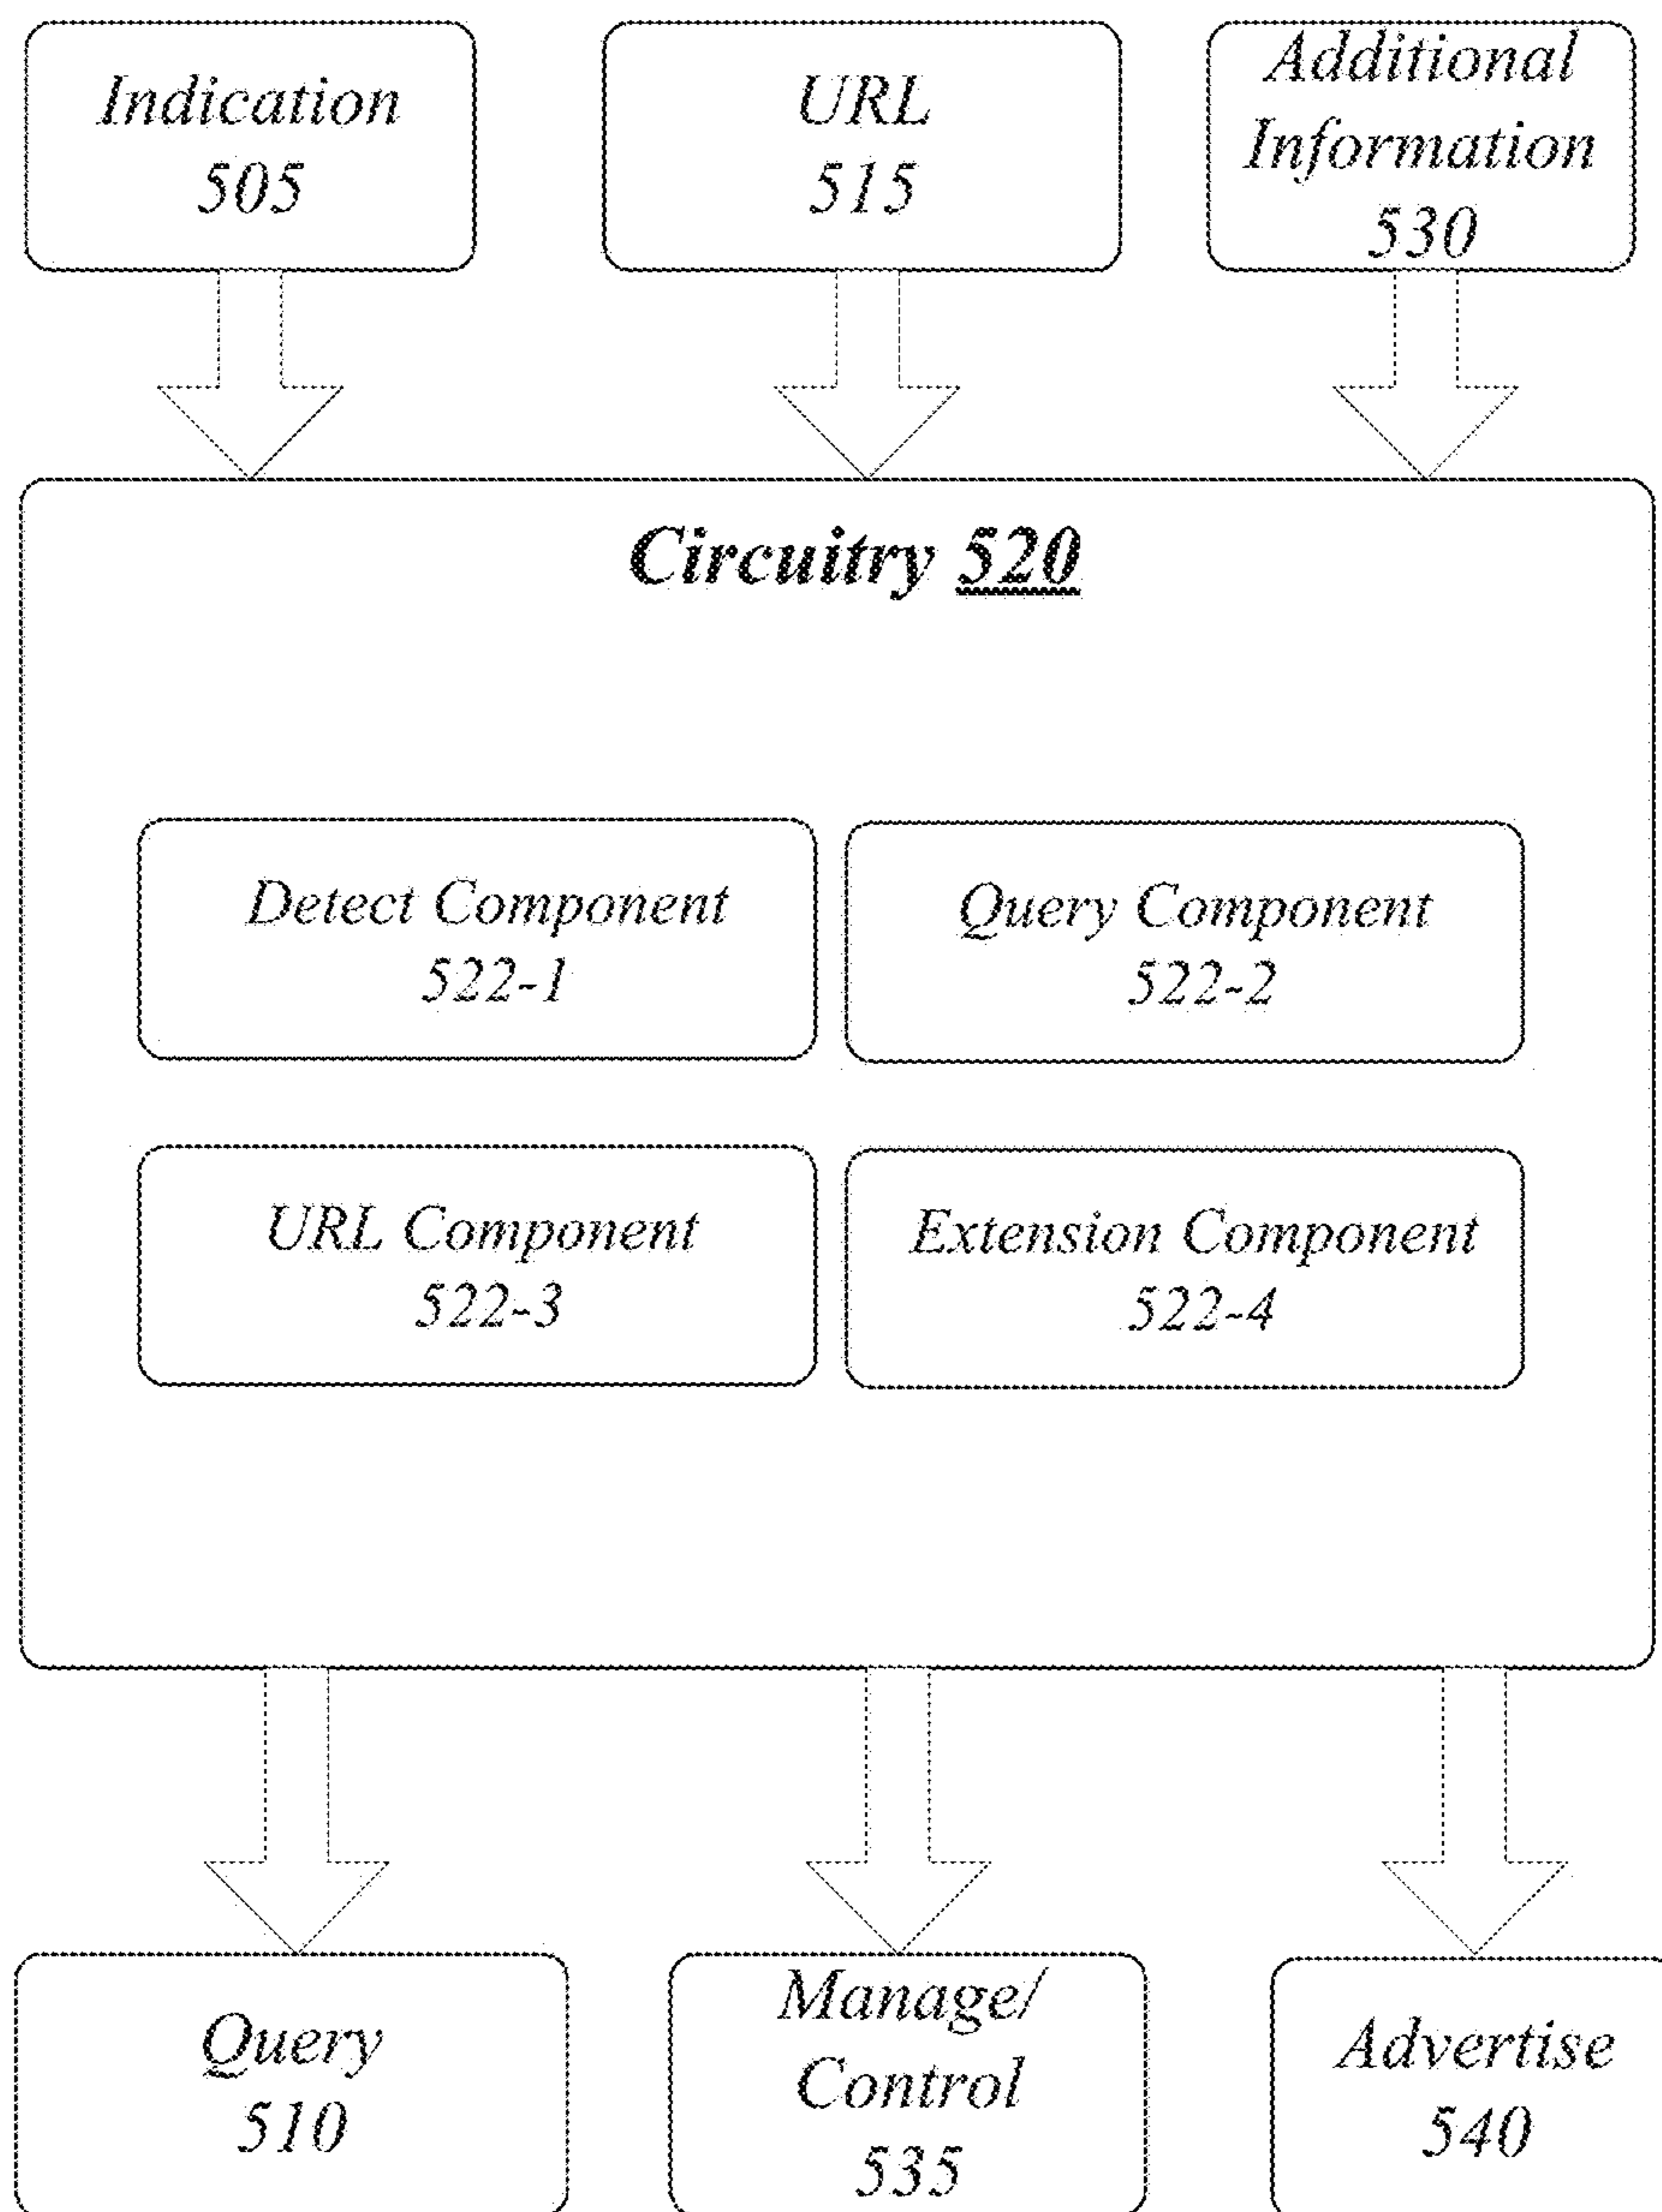 Indication
505
URL
515
Additional
Information
530
Circuitry 520
Detect Component
522-1
Query Component
522-2
URL Component
522-3
Extension Component
522-4
Query
510
Manage/
Control
535
Advertise
540